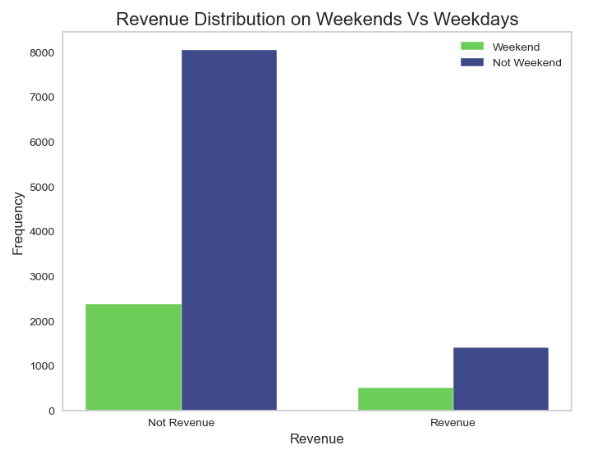 Revenue Distribution on Weekends Vs Weekdays
Weekend
Not Weekend
8000
7000
6000
5000
4000
3000
2000
1000
0
Frequency
Not Revenue
Revenue
Revenue